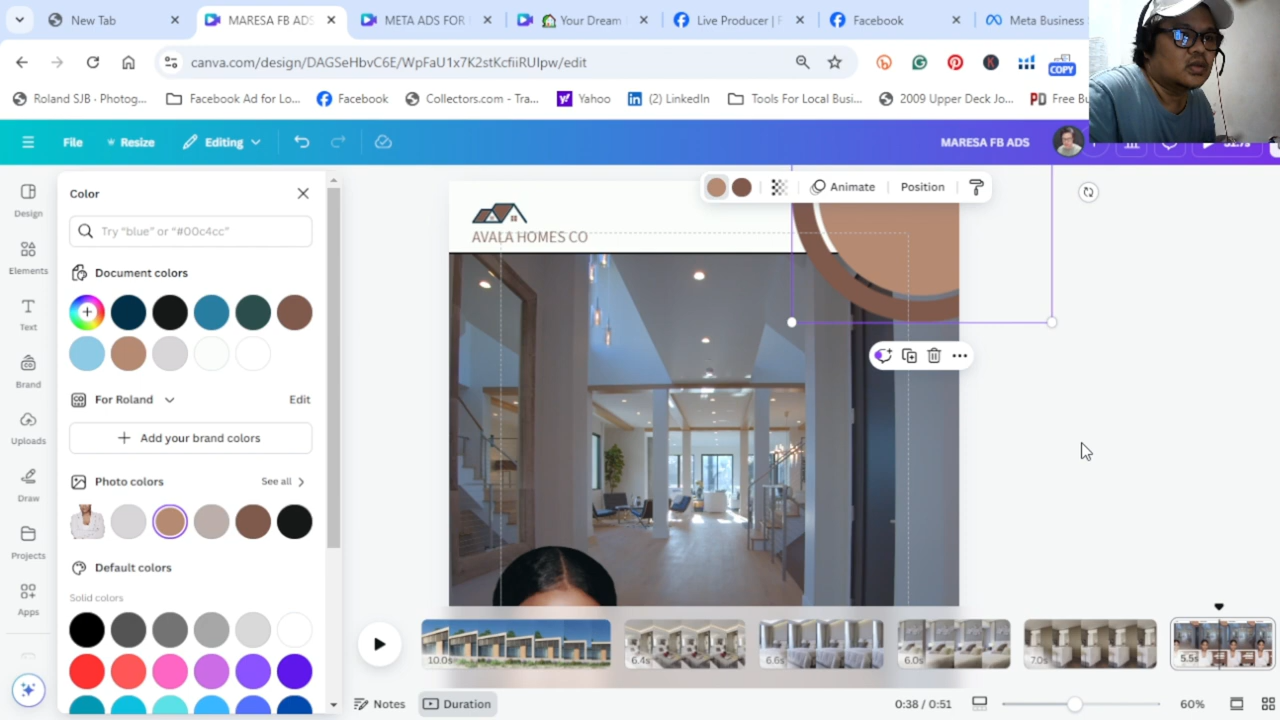 New Tab
MARESA FB ADS
META ADS FOR
Your Dream
Live Producer | F
Facebook
Meta Business
canva.com/design/DAGSeHbvC6E/WpFaU1x7K2stKcfiiRUIpw/edit
COPY
Roland SJB · Photog...
Facebook Ad for Lo...
Facebook
Collectors.com - Tra...
Yahoo
(2) LinkedIn
Tools For Local Busi...
2009 Upper Deck Jo...
Free Bu
File
Resize
Editing
MARESA FB ADS
Design
Elements
Text
Brand
Uploads
Draw
Projects
Apps
Color
Try "blue" or "#00c4cc"
Document colors
For Roland
Edit
Add your brand colors
Photo colors
See all
Default colors
Solid colors
Animate
Position
AVALA HOMES CO
10.0s
6.4s
6.6s
6.0s
7.0s
5.5s
Notes
Duration
0:38 / 0:51
60%